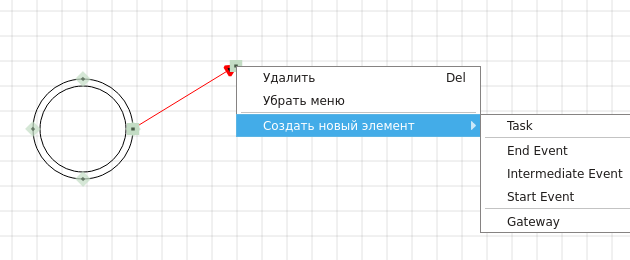 Удалить Del
Убрать меню
Создать новый элемент
Task
End Event
Intermediate Event
Start Event
Gateway